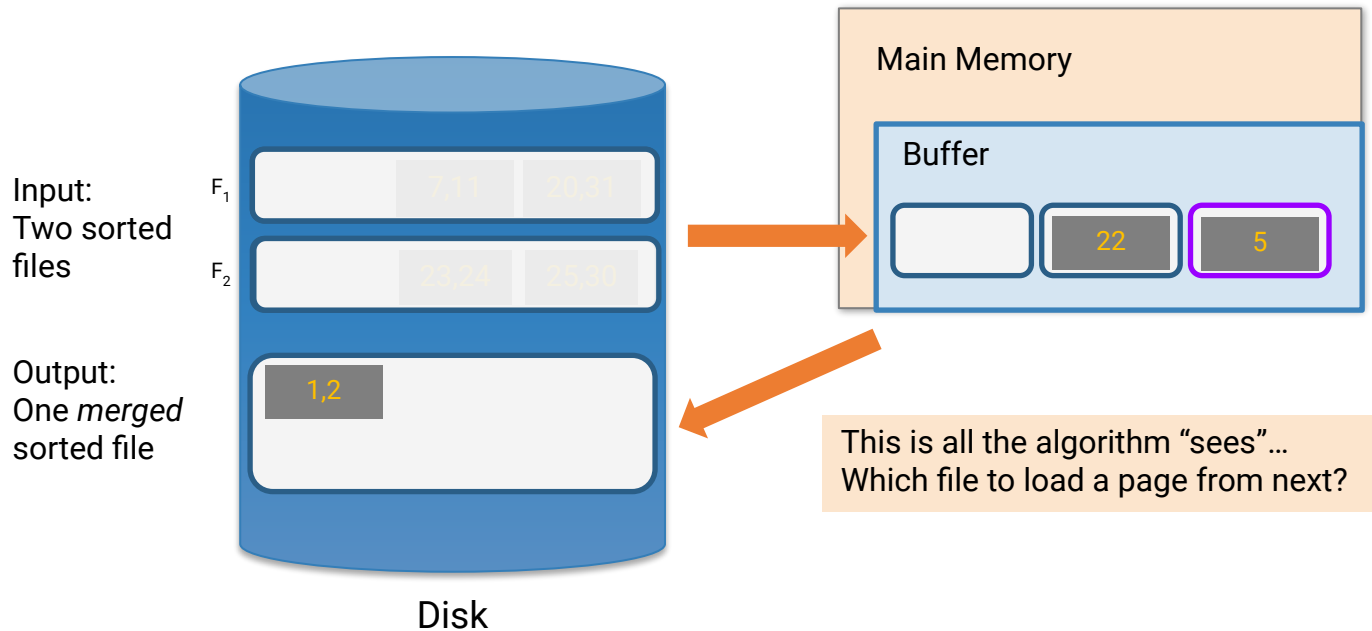 Main Memory
Buffer
22
5
Input:
Two sorted
files
F₁
7,11
20,31
F₂
23,24
25,30
Output:
One merged
sorted file
1,2
This is all the algorithm “sees”…
Which file to load a page from next?
Disk